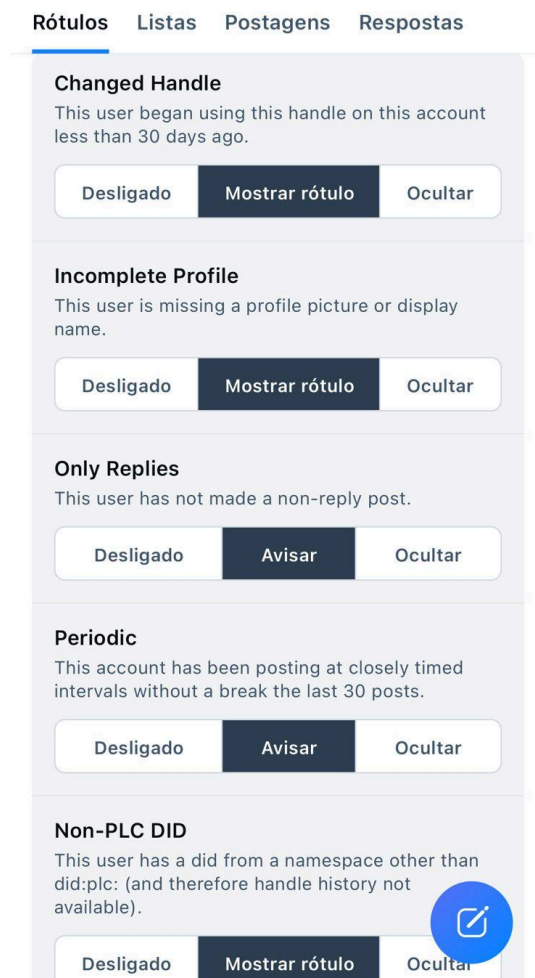 Rótulos Listas Postagens Respostas
Changed Handle
This user began using this handle on this account
less than 30 days ago.
Desligado Mostrar rótulo Ocultar
Incomplete Profile
This user is missing a profile picture or display
name.
Desligado Mostrar rótulo Ocultar
Only Replies
This user has not made a non-reply post.
Desligado Avisar Ocultar
Periodic
This account has been posting at closely timed
intervals without a break the last 30 posts.
Desligado Avisar Ocultar
Non-PLC DID
This user has a did from a namespace other than
did:plc: (and therefore handle history not
available).
Desligado Mostrar rótulo Ocultar